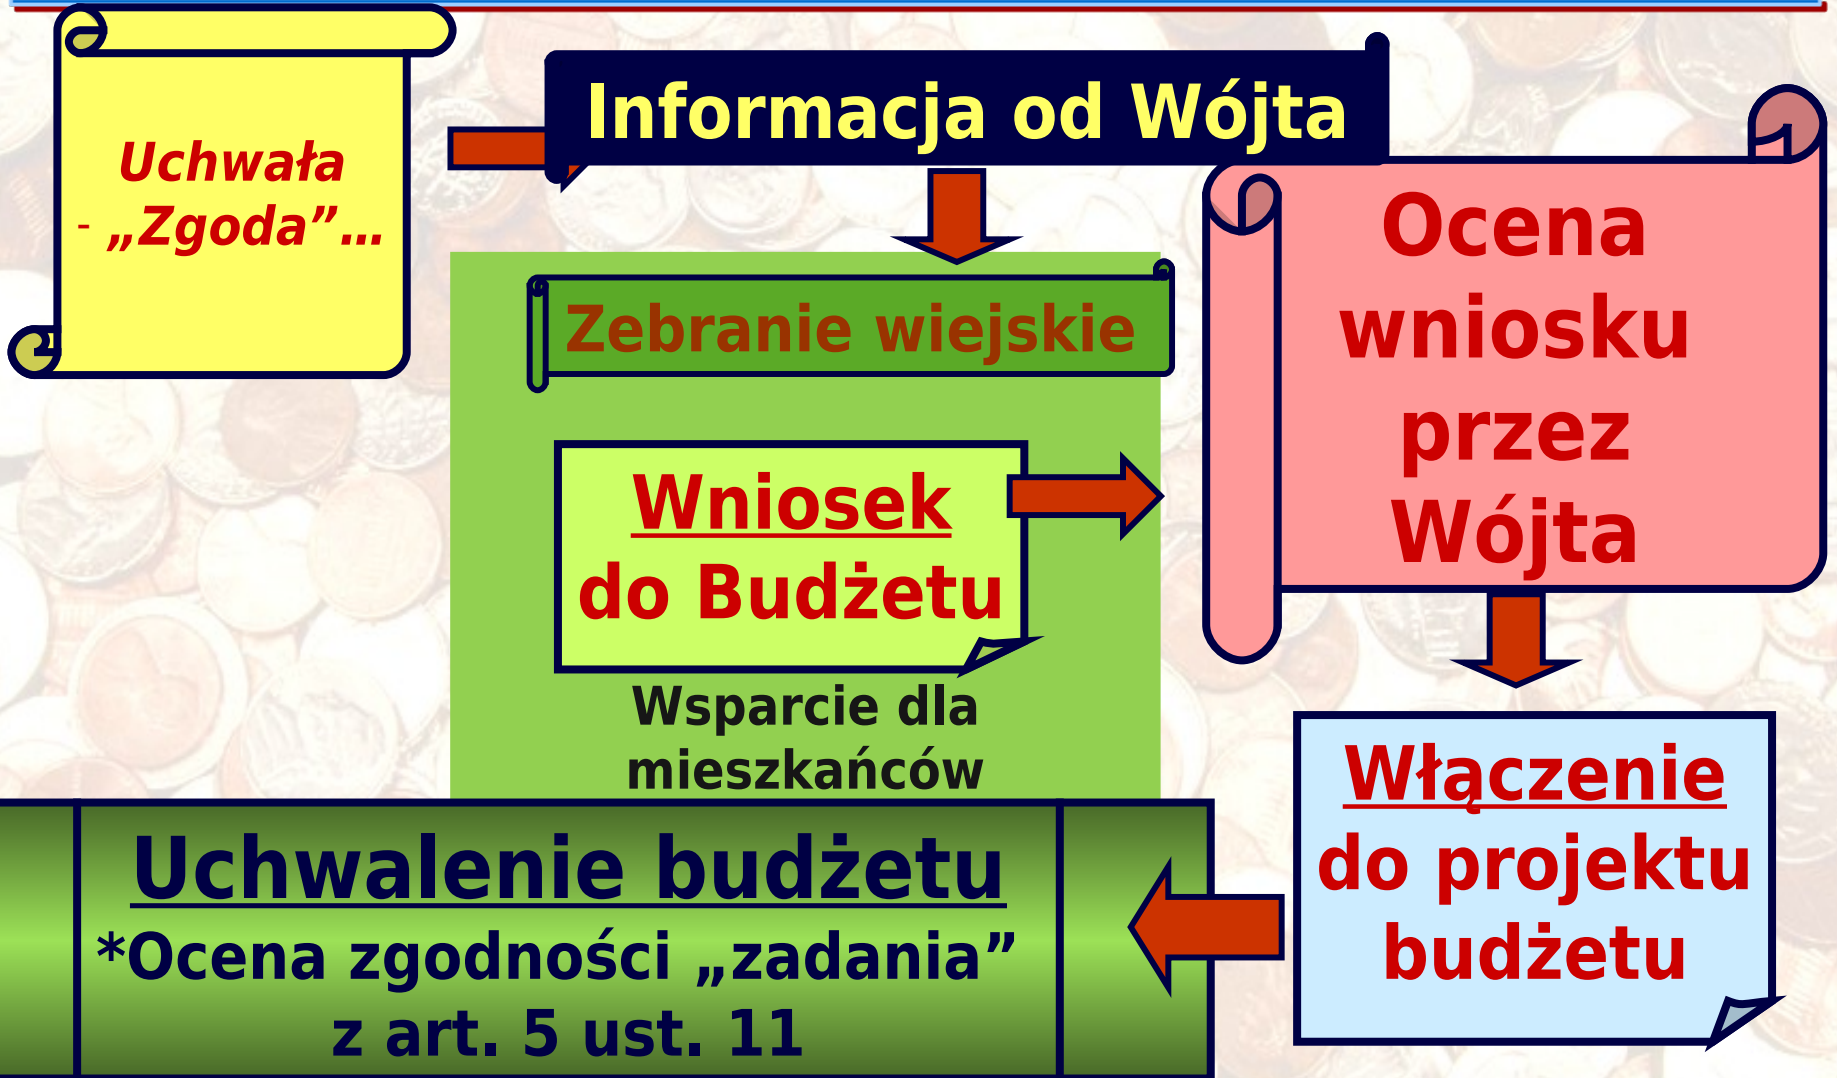 Uchwała
- „Zgoda”…
Informacja od Wójta
Zebranie wiejskie
Wniosek
do Budżetu
Wsparcie dla
mieszkańców
Ocena
wniosku
przez
Wójta
Włączenie
do projektu
budżetu
Uchwalenie budżetu
*Ocena zgodności „zadania”
z art. 5 ust. 11